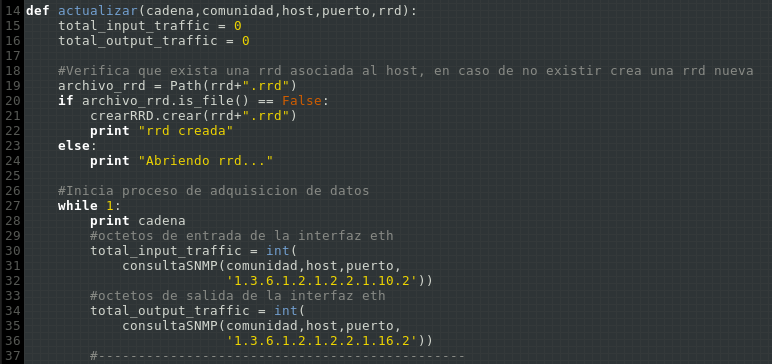 14 def actualizar(cadena,comunidad,host,puerto,rrd):
15     total_input_traffic = 0
16     total_output_traffic = 0
17
18     #Verifica que exista una rrd asociada al host, en caso de no existir crea una rrd nueva
19     archivo_rrd = Path(rrd+".rrd")
20     if archivo_rrd.is_file() == False:
21         crearRRD.crear(rrd+".rrd")
22         print "rrd creada"
23     else:
24         print "Abriendo rrd..."
25
26     #Inicia proceso de adquisicion de datos
27     while 1:
28         print cadena
29         #octetos de entrada de la interfaz eth
30         total_input_traffic = int(
31             consultaSNMP(comunidad,host,puerto,
32                          '1.3.6.1.2.1.2.2.1.10.2'))
33         #octetos de salida de la interfaz eth
34         total_output_traffic = int(
35             consultaSNMP(comunidad,host,puerto,
36                          '1.3.6.1.2.1.2.2.1.16.2'))
37         #----------------------------------------------